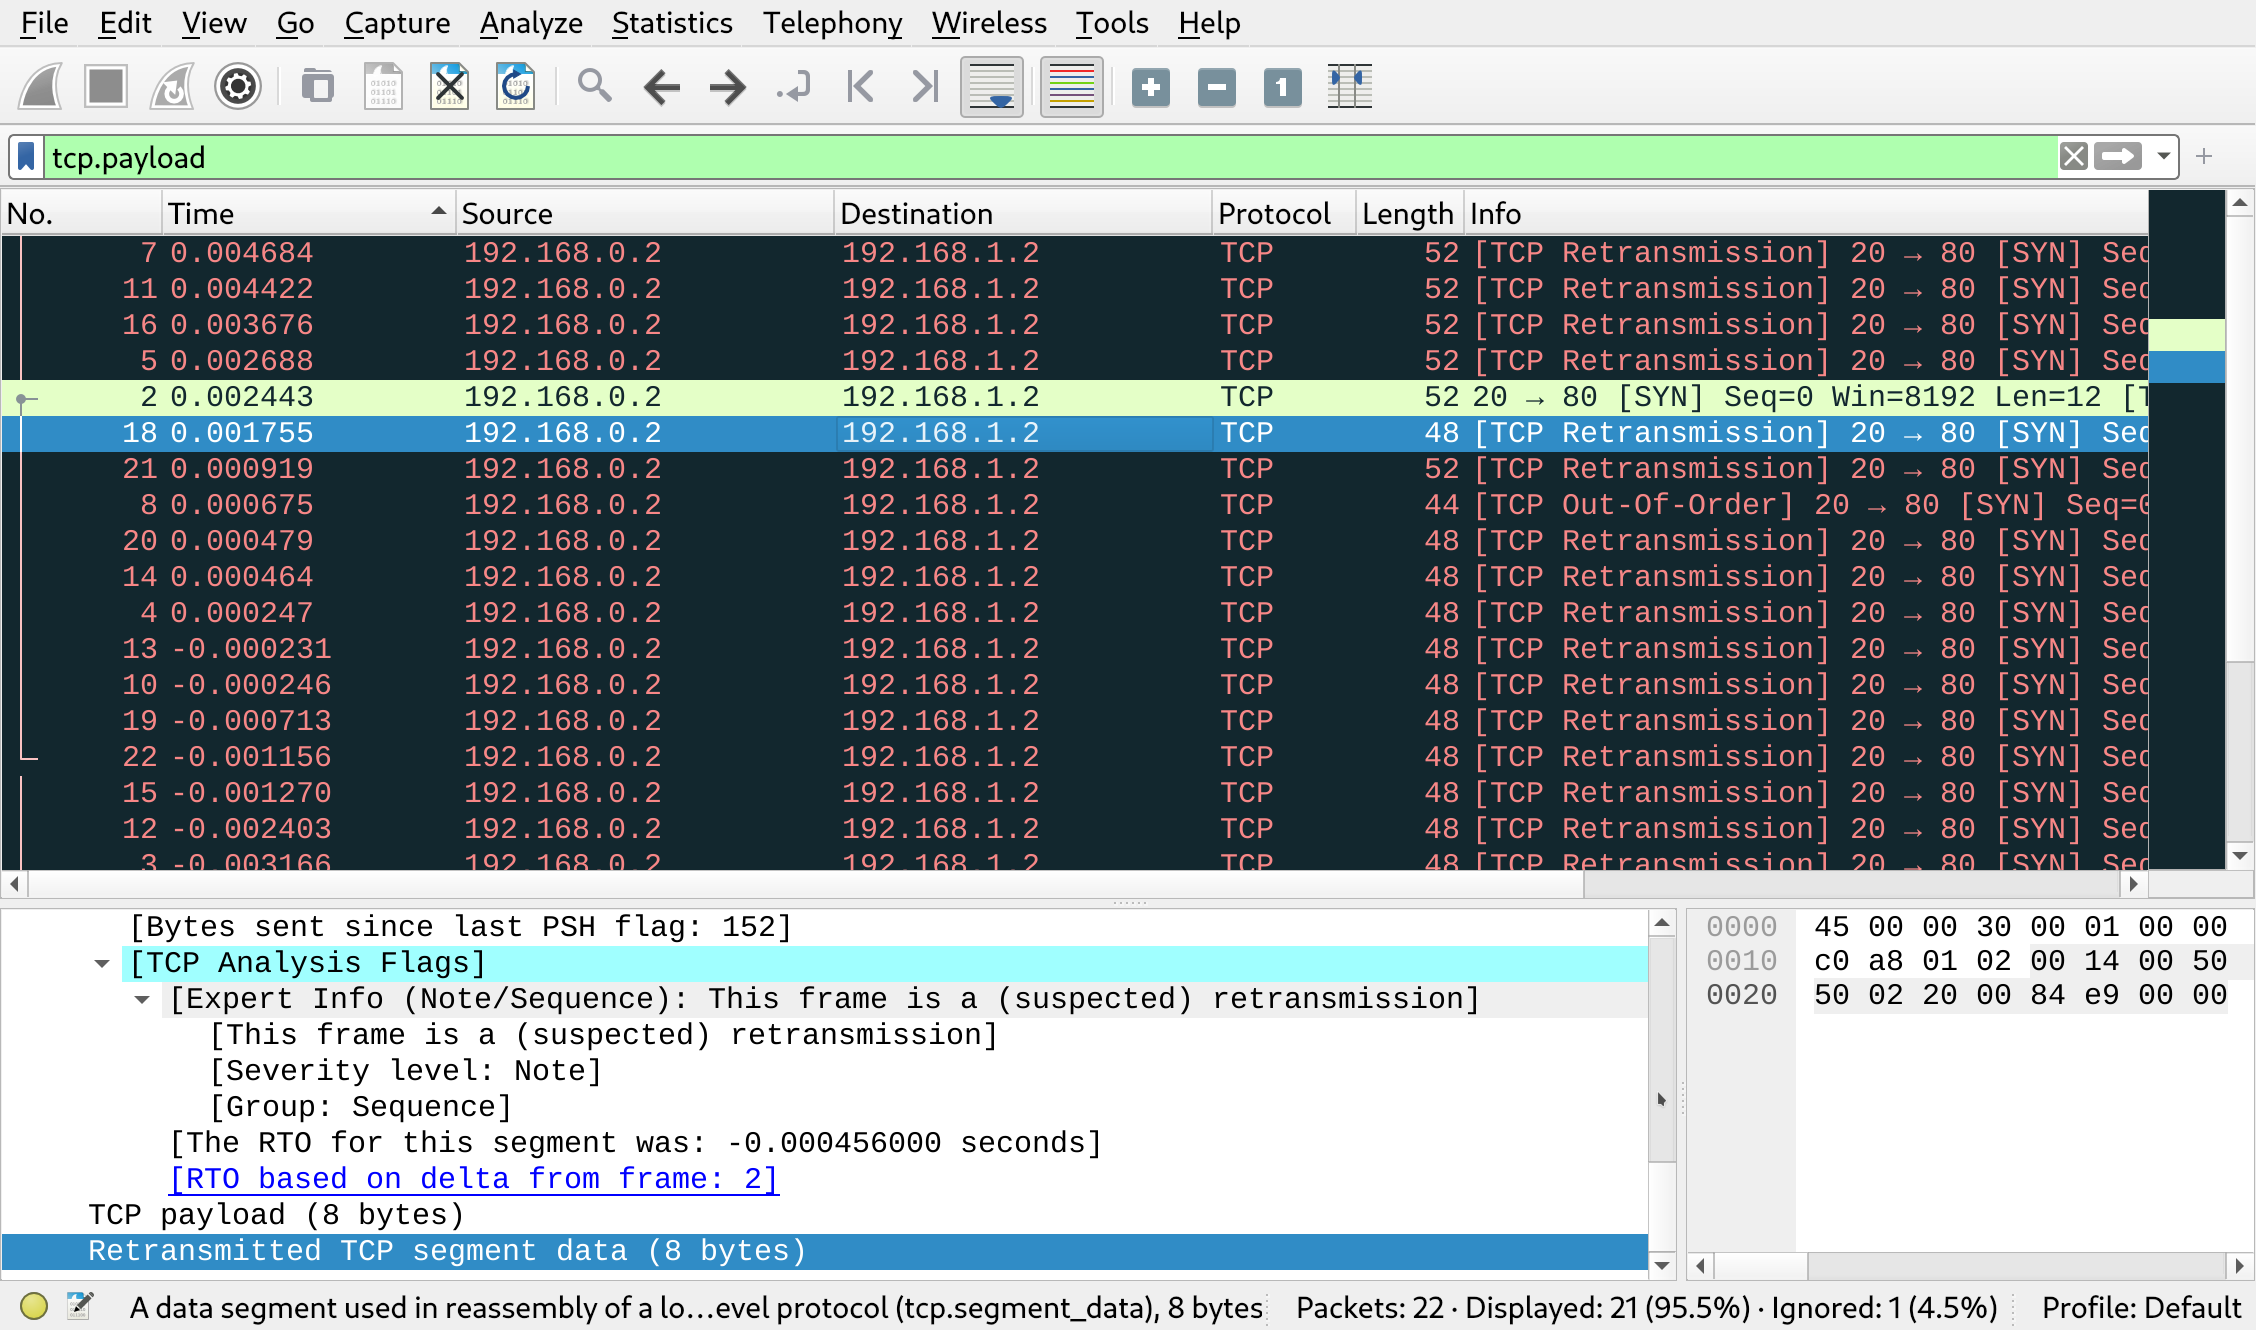 File Edit View Go Capture Analyze Statistics Telephony Wireless Tools Help
tcp.payload
No. Time Source Destination Protocol Length Info
7 0.004684 192.168.0.2 192.168.1.2 TCP 52 [TCP Retransmission] 20 → 80 [SYN] Seq
11 0.004422 192.168.0.2 192.168.1.2 TCP 52 [TCP Retransmission] 20 → 80 [SYN] Seq
16 0.003676 192.168.0.2 192.168.1.2 TCP 52 [TCP Retransmission] 20 → 80 [SYN] Seq
5 0.002688 192.168.0.2 192.168.1.2 TCP 52 [TCP Retransmission] 20 → 80 [SYN] Seq
2 0.002443 192.168.0.2 192.168.1.2 TCP 52 20 → 80 [SYN] Seq=0 Win=8192 Len=12 [T
18 0.001755 192.168.0.2 192.168.1.2 TCP 48 [TCP Retransmission] 20 → 80 [SYN] Seq
21 0.000919 192.168.0.2 192.168.1.2 TCP 52 [TCP Retransmission] 20 → 80 [SYN] Seq
8 0.000675 192.168.0.2 192.168.1.2 TCP 44 [TCP Out-Of-Order] 20 → 80 [SYN] Seq=0
20 0.000479 192.168.0.2 192.168.1.2 TCP 48 [TCP Retransmission] 20 → 80 [SYN] Seq
14 0.000464 192.168.0.2 192.168.1.2 TCP 48 [TCP Retransmission] 20 → 80 [SYN] Seq
4 0.000247 192.168.0.2 192.168.1.2 TCP 48 [TCP Retransmission] 20 → 80 [SYN] Seq
13 -0.000231 192.168.0.2 192.168.1.2 TCP 48 [TCP Retransmission] 20 → 80 [SYN] Seq
10 -0.000246 192.168.0.2 192.168.1.2 TCP 48 [TCP Retransmission] 20 → 80 [SYN] Seq
19 -0.000713 192.168.0.2 192.168.1.2 TCP 48 [TCP Retransmission] 20 → 80 [SYN] Seq
22 -0.001156 192.168.0.2 192.168.1.2 TCP 48 [TCP Retransmission] 20 → 80 [SYN] Seq
15 -0.001270 192.168.0.2 192.168.1.2 TCP 48 [TCP Retransmission] 20 → 80 [SYN] Seq
12 -0.002403 192.168.0.2 192.168.1.2 TCP 48 [TCP Retransmission] 20 → 80 [SYN] Seq
3 -0.003166 192.168.0.2 192.168.1.2 TCP 48 [TCP Retransmission] 20 → 80 [SYN] Seq
[Bytes sent since last PSH flag: 152]
[TCP Analysis Flags]
[Expert Info (Note/Sequence): This frame is a (suspected) retransmission]
[This frame is a (suspected) retransmission]
[Severity level: Note]
[Group: Sequence]
[The RTO for this segment was: -0.000456000 seconds]
[RTO based on delta from frame: 2]
TCP payload (8 bytes)
Retransmitted TCP segment data (8 bytes)
0000 45 00 00 30 00 01 00 00
0010 c0 a8 01 02 00 14 00 50
0020 50 02 20 00 84 e9 00 00
A data segment used in reassembly of a lo…evel protocol (tcp.segment_data), 8 bytes Packets: 22 · Displayed: 21 (95.5%) · Ignored: 1 (4.5%) Profile: Default